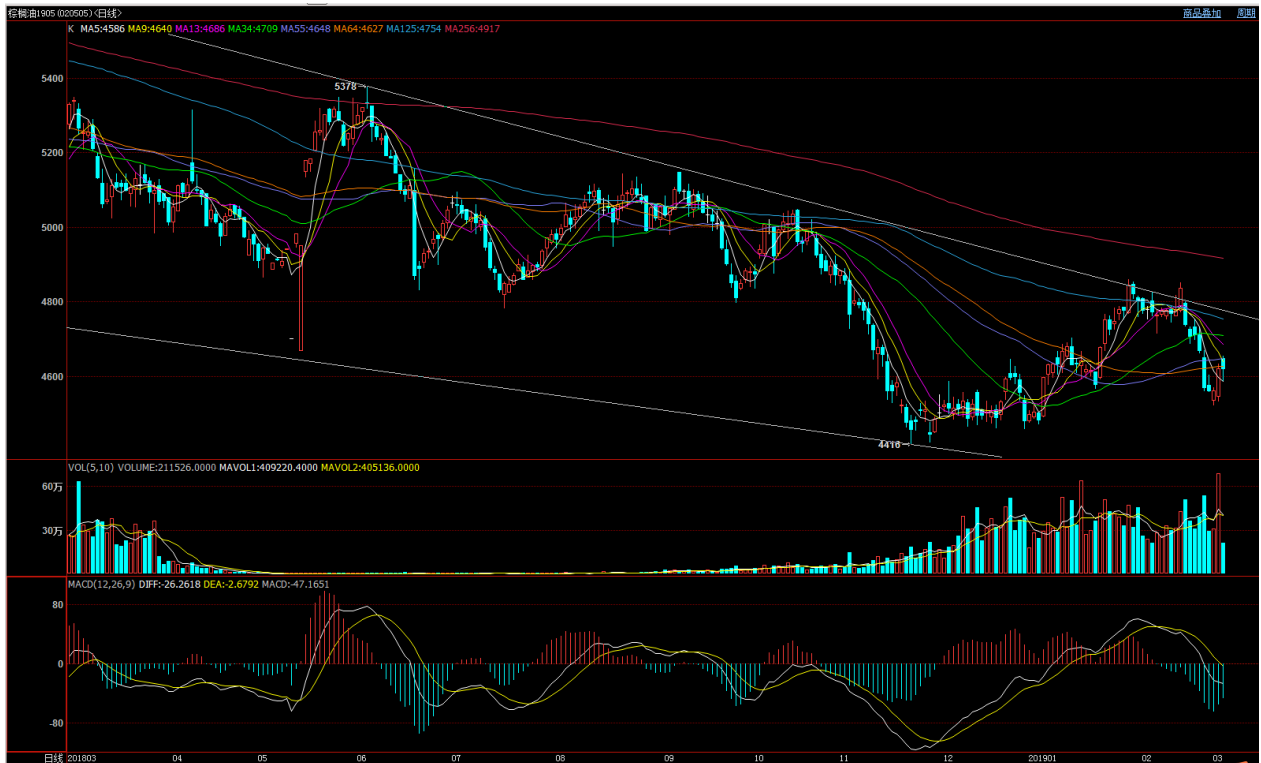 棕榈油1905(020505)<日线>
商品叠加 周期
K MA5:4586 MA9:4640 MA13:4686 MA34:4709 MA55:4648 MA64:4627 MA125:4754 MA256:4917
5400
5378
5200
5000
4800
4600
4416
VOL(5,10) VOLUME:211526.0000 MAVOL1:409220.4000 MAVOL2:405136.0000
60万
30万
MACD(12,26,9) DIFF:-26.2618 DEA:-2.6792 MACD:-47.1651
80
0
-80
日线 201803 04 05 06 07 08 09 10 11 12 201901 02 03